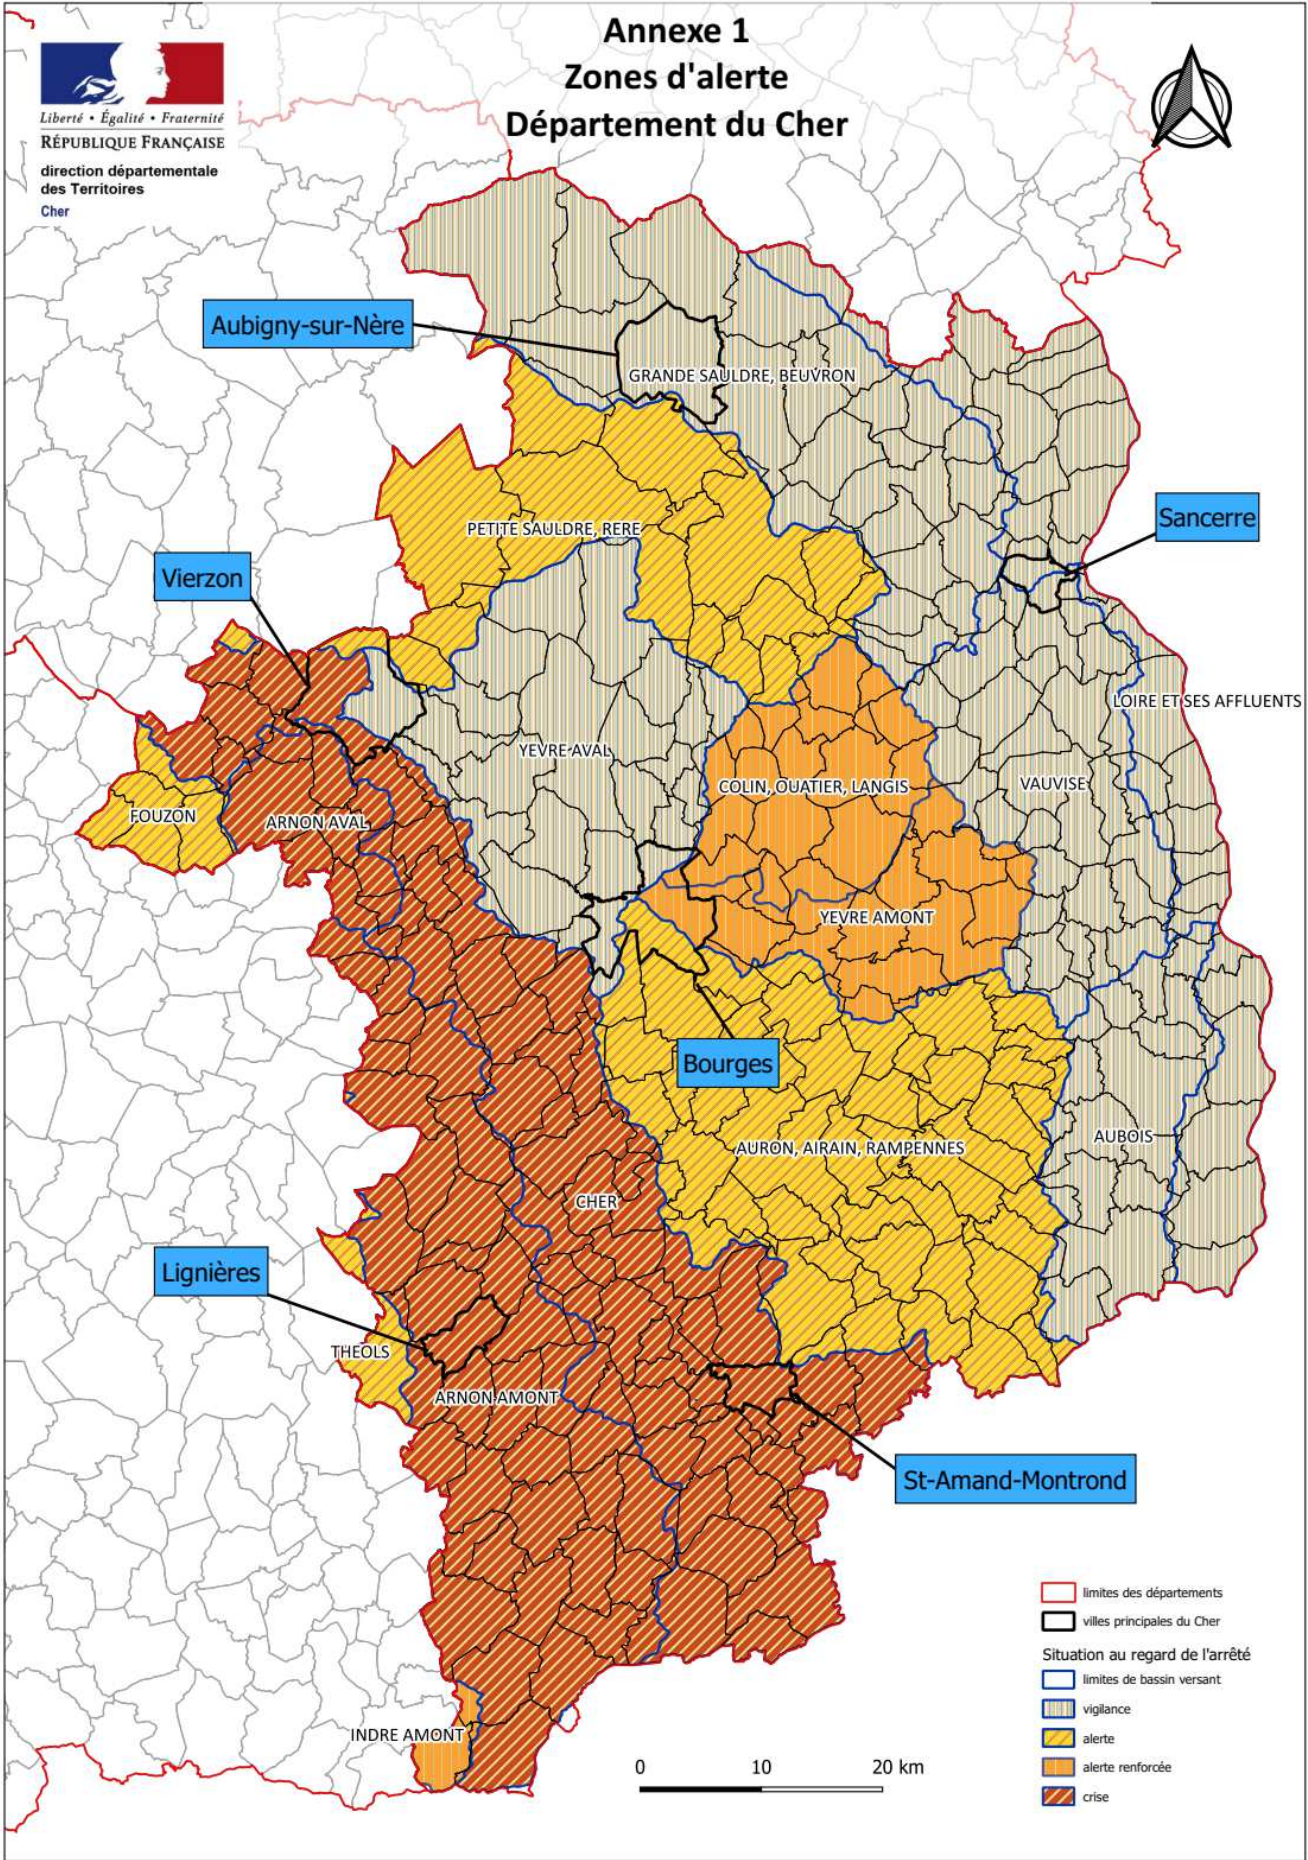 Annexe 1
Zones d'alerte
Département du Cher
Liberté • Égalité • Fraternité
RÉPUBLIQUE FRANÇAISE
direction départementale
des Territoires
Cher
Aubigny-sur-Nère
GRANDE SAULDRE, BEUVRON
Sancerre
PETITE SAULDRE, RERE
Vierzon
LOIRE ET SES AFFLUENTS
YEVRE AVAL
COLIN, OUATIER, LANGIS
VAUVISE
FOUZON
ARNON AVAL
YEVRE AMONT
Bourges
AURON, AIRAIN, RAMPENNES
AUBOIS
CHER
Lignières
THEOLS
ARNON AMONT
St-Amand-Montrond
INDRE AMONT
0 10 20 km
limites des départements
villes principales du Cher
Situation au regard de l'arrêté
limites de bassin versant
vigilance
alerte
alerte renforcée
crise